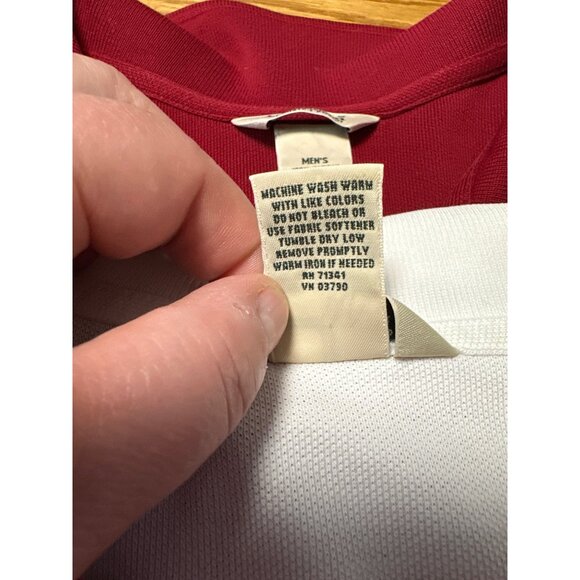 MEN'S
MACHINE WASH WARM
WITH LIKE COLORS
DO NOT BLEACH OR
USE FABRIC SOFTENER
TUMBLE DRY LOW
REMOVE PROMPTLY
WARM IRON IF NEEDED
RN 71341
VN 03790